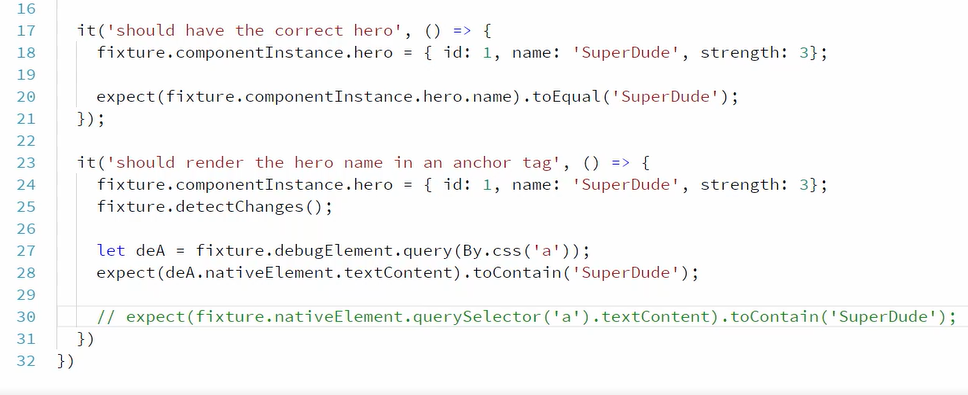 16
17 it('should have the correct hero', () => {
18 fixture.componentInstance.hero = { id: 1, name: 'SuperDude', strength: 3};
19
20 expect(fixture.componentInstance.hero.name).toEqual('SuperDude');
21 });
22
23 it('should render the hero name in an anchor tag', () => {
24 fixture.componentInstance.hero = { id: 1, name: 'SuperDude', strength: 3};
25 fixture.detectChanges();
26
27 let deA = fixture.debugElement.query(By.css('a'));
28 expect(deA.nativeElement.textContent).toContain('SuperDude');
29
30 // expect(fixture.nativeElement.querySelector('a').textContent).toContain('SuperDude');
31 })
32 })